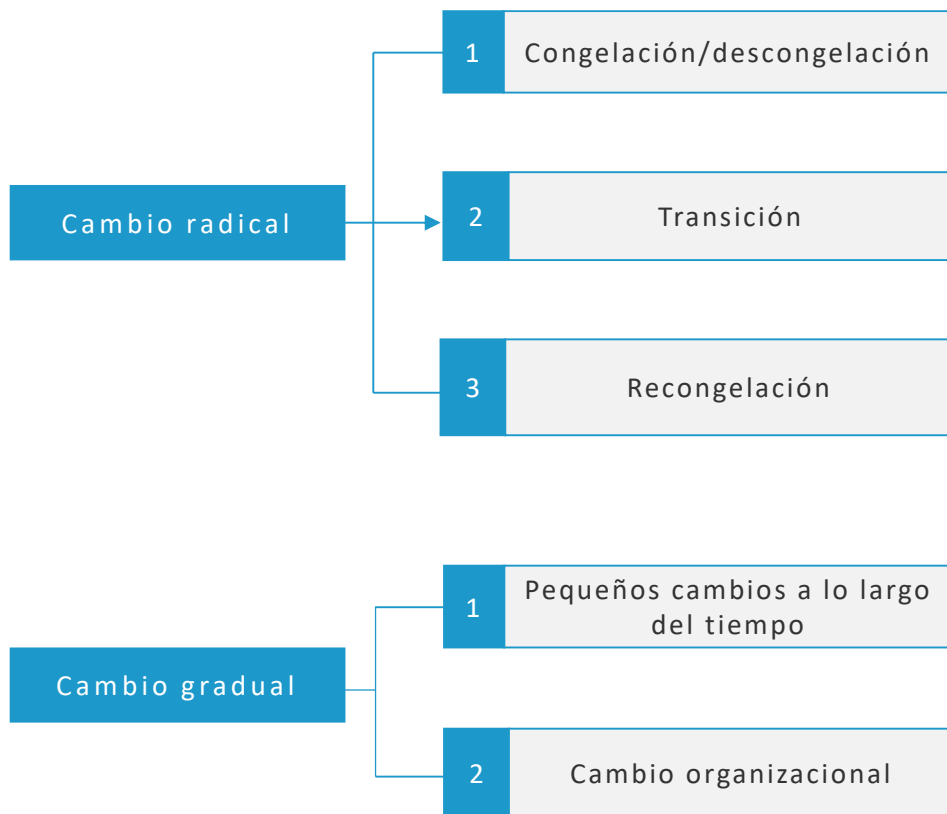 1 Congelación/descongelación
Cambio radical
2 Transición
3 Recongelación
1 Pequeños cambios a lo largo
del tiempo
Cambio gradual
2 Cambio organizacional